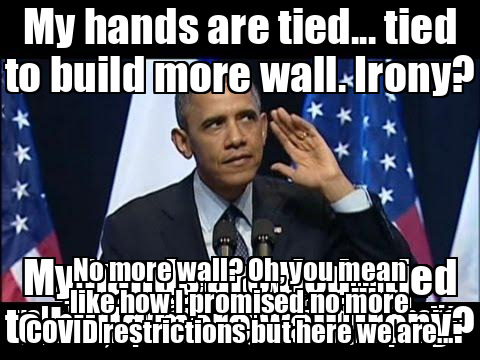 My hands are tied... tied
to build more wall. Irony?
My
No more wall? Oh, you mean
like how I promised no more
COVID restrictions but here we are